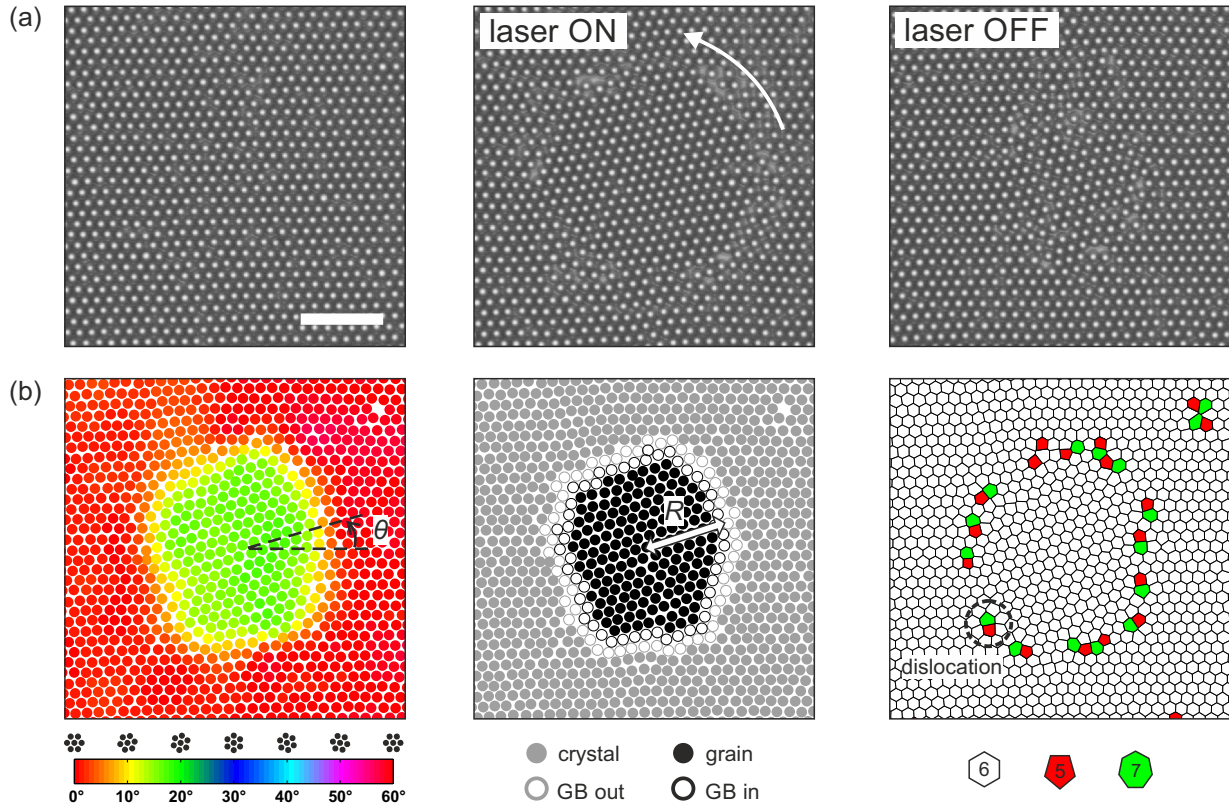 (a)
laser ON
laser OFF
(b)
θ
R
dislocation
0° 10° 20° 30° 40° 50° 60°
crystal
grain
GB out
GB in
6
5
7